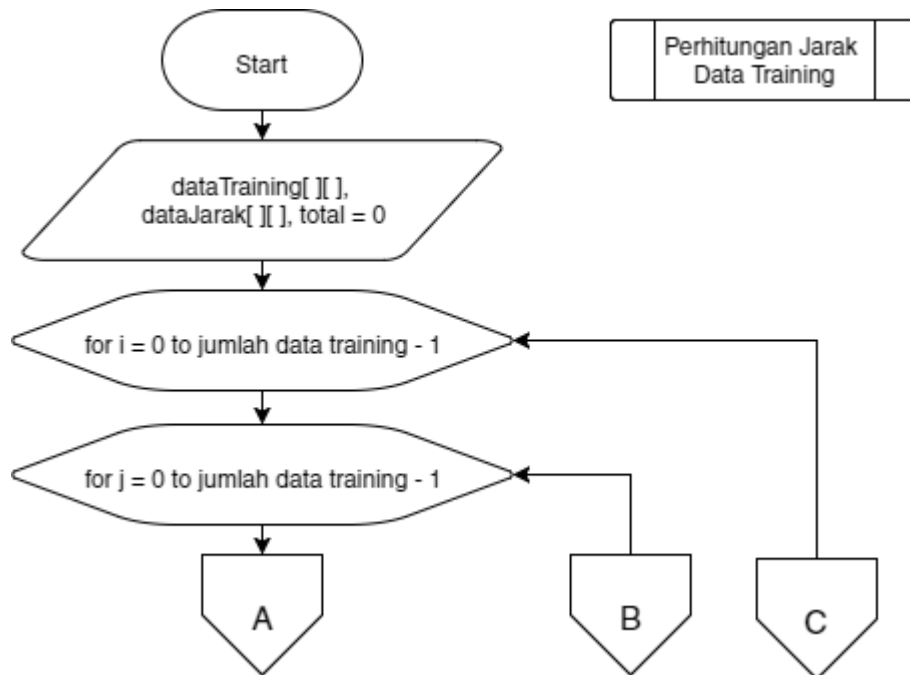 Start
Perhitungan Jarak
Data Training
dataTraining[ ][ ],
dataJarak[ ][ ], total = 0
for i = 0 to jumlah data training - 1
for j = 0 to jumlah data training - 1
A
B
C